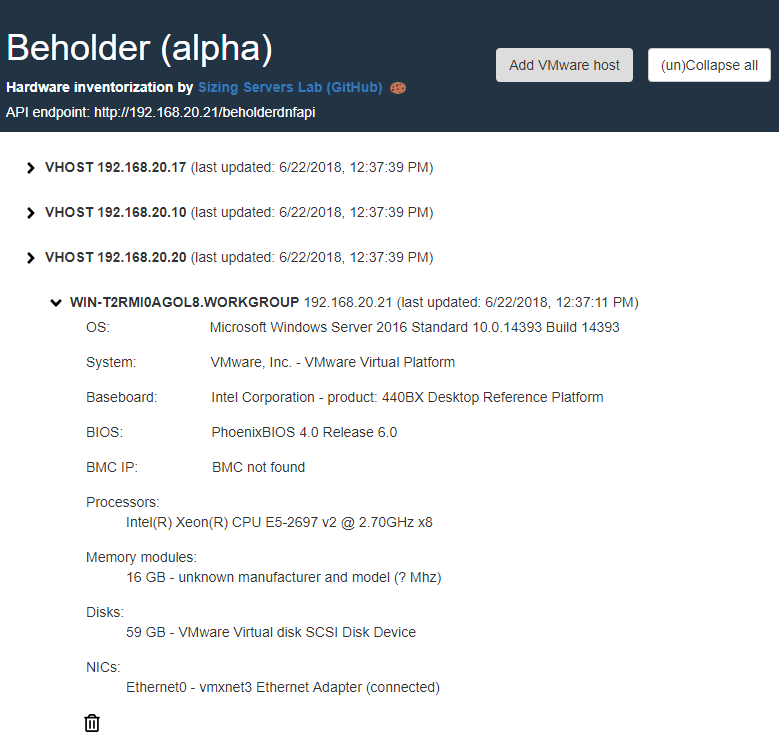 Beholder (alpha)
Add VMware host
(un)Collapse all
Hardware inventorization by Sizing Servers Lab (GitHub)
API endpoint: http://192.168.20.21/beholderdnfapi
VHOST 192.168.20.17 (last updated: 6/22/2018, 12:37:39 PM)
VHOST 192.168.20.10 (last updated: 6/22/2018, 12:37:39 PM)
VHOST 192.168.20.20 (last updated: 6/22/2018, 12:37:39 PM)
WIN-T2RMI0AGOL8.WORKGROUP 192.168.20.21 (last updated: 6/22/2018, 12:37:11 PM)
OS: Microsoft Windows Server 2016 Standard 10.0.14393 Build 14393
System: VMware, Inc. - VMware Virtual Platform
Baseboard: Intel Corporation - product: 440BX Desktop Reference Platform
BIOS: PhoenixBIOS 4.0 Release 6.0
BMC IP: BMC not found
Processors:
Intel(R) Xeon(R) CPU E5-2697 v2 @ 2.70GHz x8
Memory modules:
16 GB - unknown manufacturer and model (? Mhz)
Disks:
59 GB - VMware Virtual disk SCSI Disk Device
NICs:
Ethernet0 - vmxnet3 Ethernet Adapter (connected)